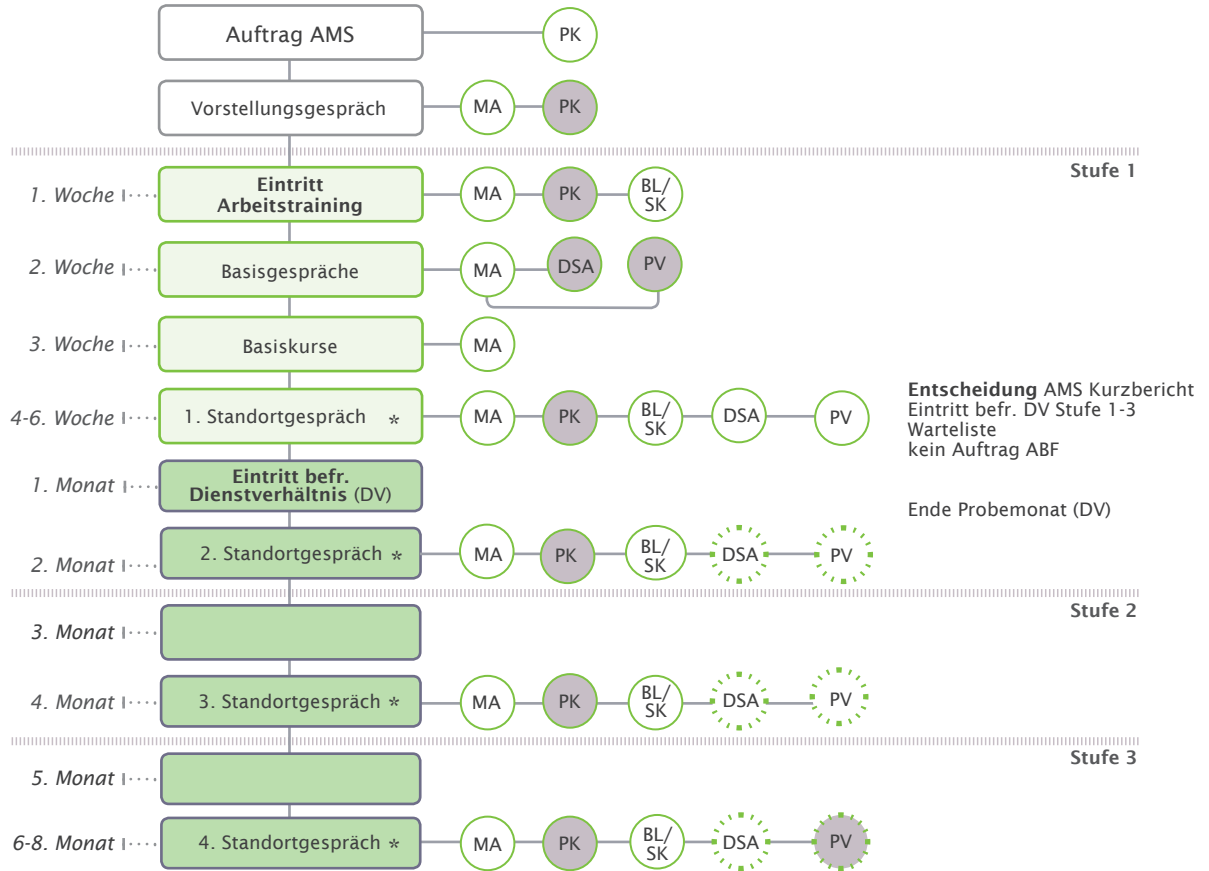 Auftrag AMS
PK
Vorstellungsgespräch
MA
PK
Stufe 1
1. Woche
Eintritt
Arbeitstraining
MA
PK
BL/
SK
2. Woche
Basisgespräche
MA
DSA
PV
3. Woche
Basiskurse
MA
4-6. Woche
1. Standortgespräch *
MA
PK
BL/
SK
DSA
PV
Entscheidung AMS Kurzbericht
Eintritt befr. DV Stufe 1-3
Warteliste
kein Auftrag ABF
1. Monat
Eintritt befr.
Dienstverhältnis (DV)
Ende Probemonat (DV)
2. Monat
2. Standortgespräch *
MA
PK
BL/
SK
DSA
PV
Stufe 2
3. Monat
4. Monat
3. Standortgespräch *
MA
PK
BL/
SK
DSA
PV
Stufe 3
5. Monat
6-8. Monat
4. Standortgespräch *
MA
PK
BL/
SK
DSA
PV